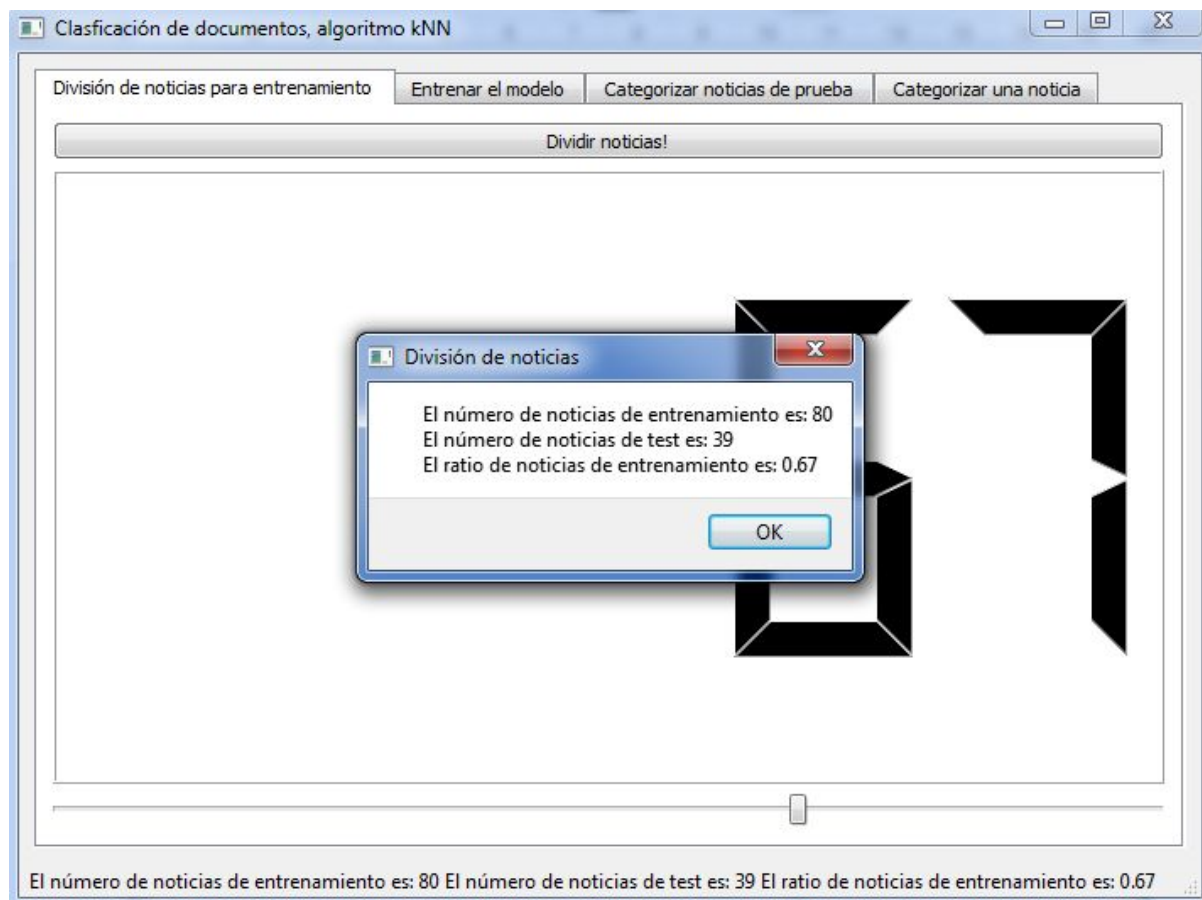 Clasficación de documentos, algoritmo kNN
División de noticias para entrenamiento
Entrenar el modelo
Categorizar noticias de prueba
Categorizar una noticia
Dividir noticias!
67
División de noticias
El número de noticias de entrenamiento es: 80
El número de noticias de test es: 39
El ratio de noticias de entrenamiento es: 0.67
OK
El número de noticias de entrenamiento es: 80 El número de noticias de test es: 39 El ratio de noticias de entrenamiento es: 0.67